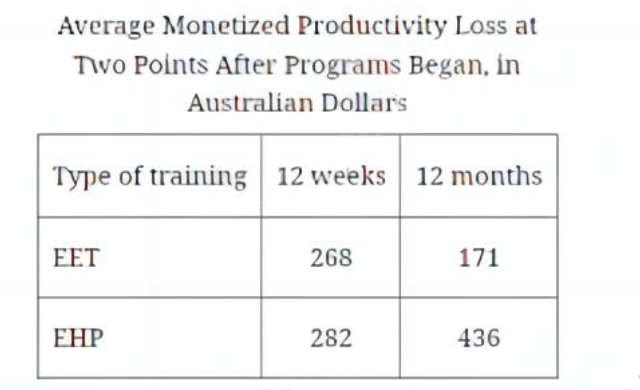 Average Monetized Productivity Loss at
Two Points After Programs Began, in
Australian Dollars
Type of training 12 weeks 12 months
EET 268 171
EHP 282 436